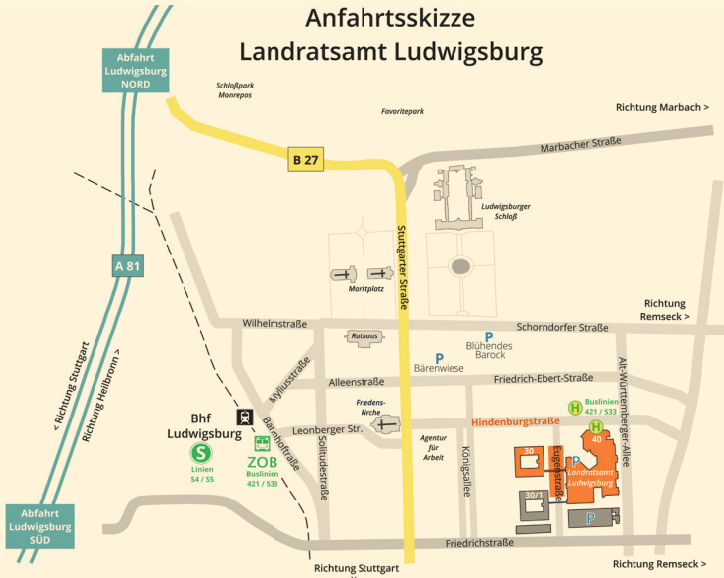 Anfahrtsskizze
Landratsamt Ludwigsburg
Abfahrt
Ludwigsburg
NORD
Schloßpark
Monrepos
Favoritepark
Richtung Marbach >
Marbacher Straße
B 27
Ludwigsburger
Schloß
Stuttgarter Straße
A 81
Maritplatz
Richtung
Remseck >
Wilhelmstraße
Rathaus
Schorndorfer Straße
P
Blühendes
Barock
P
Bärenwiese
< Richtung Stuttgart
Richtung Heilbronn >
Myliusstraße
Alleenstraße
Friedrich-Ebert-Straße
Alt-Württemberger-Allee
Fredens-
kirche
H
Buslinien
421 / 533
Bhf
Ludwigsburg
Bahnhofstraße
Leonberger Str.
Hindenburgstraße
H
40
S
Linien
S4 / S5
ZOB
Buslinien
421 / 533
Solitudestraße
Agentur
für
Arbeit
Königsallee
30
Eugenstraße
P
Landratsamt
Ludwigsburg
30/1
P
Abfahrt
Ludwigsburg
SÜD
Friedrichstraße
Richtung Stuttgart
Richtung Remseck >